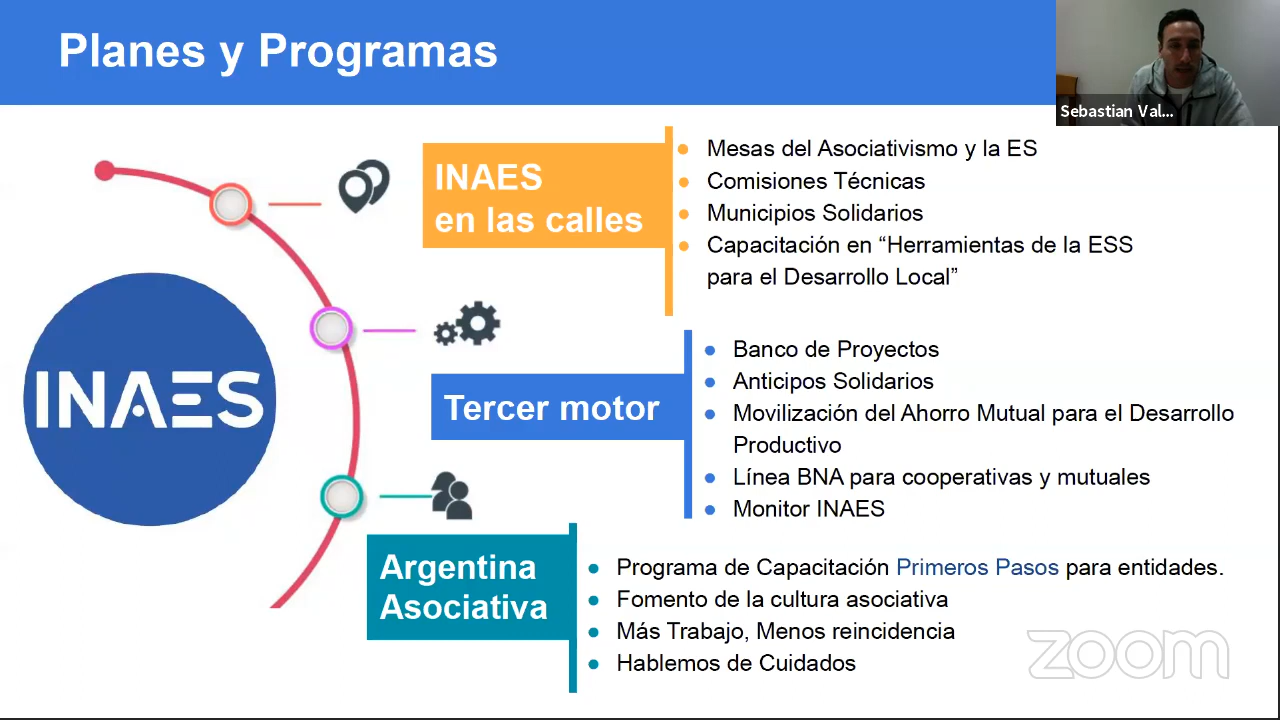 Planes y Programas
Sebastian Val...
INAES
INAES
en las calles
Mesas del Asociativismo y la ES
Comisiones Técnicas
Municipios Solidarios
Capacitación en “Herramientas de la ESS
para el Desarrollo Local”
Tercer motor
Banco de Proyectos
Anticipos Solidarios
Movilización del Ahorro Mutual para el Desarrollo
Productivo
Línea BNA para cooperativas y mutuales
Monitor INAES
Argentina
Asociativa
Programa de Capacitación Primeros Pasos para entidades.
Fomento de la cultura asociativa
Más Trabajo, Menos reincidencia
Hablemos de Cuidados
zoom